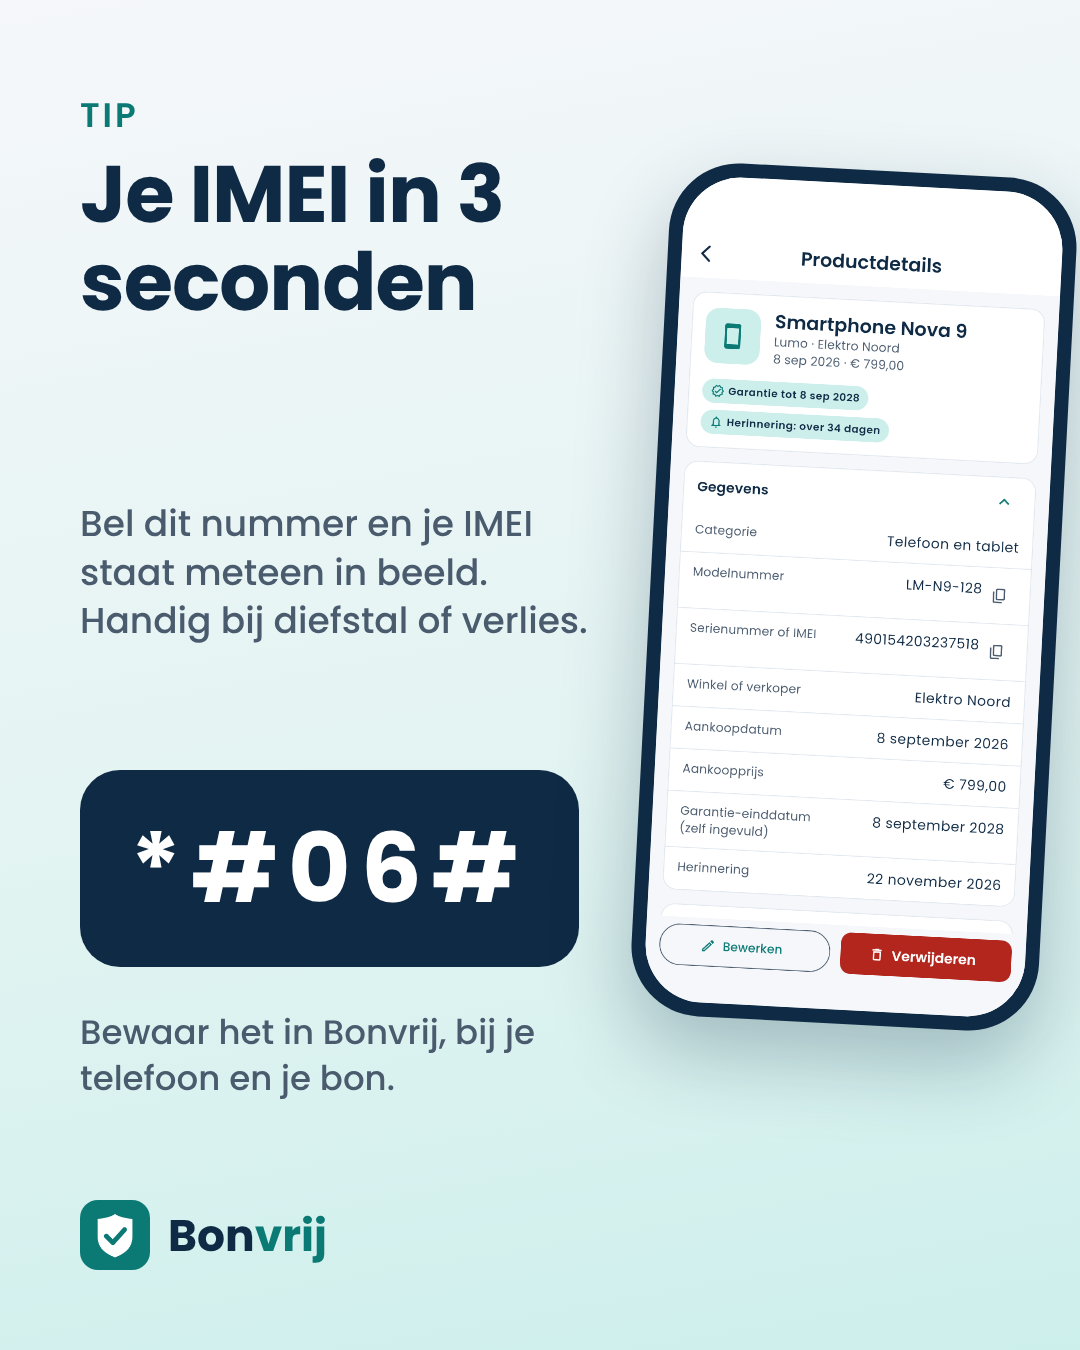 TIP
Je IMEI in 3
seconden
Bel dit nummer en je IMEI
staat meteen in beeld.
Handig bij diefstal of verlies.
*#06#
Bewaar het in Bonvrij, bij je
telefoon en je bon.
Bonvrij
Productdetails
Smartphone Nova 9
Lumo · Elektro Noord
8 sep 2026 · € 799,00
Garantie tot 8 sep 2028
Herinnering: over 34 dagen
Gegevens
Categorie Telefoon en tablet
Modelnummer LM-N9-128
Serienummer of IMEI 490154203237518
Winkel of verkoper Elektro Noord
Aankoopdatum 8 september 2026
Aankoopprijs € 799,00
Garantie-einddatum 8 september 2028
(zelf ingevuld)
Herinnering 22 november 2026
Bewerken Verwijderen